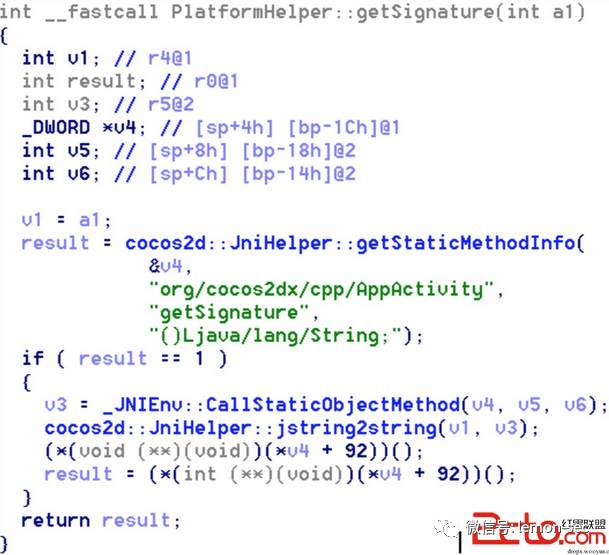 int __fastcall PlatformHelper::getSignature(int a1)
{
int v1; // r4@1
int result; // r0@1
int v3; // r5@2
_DWORD *v4; // [sp+4h] [bp-1Ch]@1
int v5; // [sp+8h] [bp-18h]@2
int v6; // [sp+Ch] [bp-14h]@2
v1 = a1;
result = cocos2d::JniHelper::getStaticMethodInfo(
&v4,
"org/cocos2dx/cpp/AppActivity",
"getSignature",
"()Ljava/lang/String;");
if ( result == 1 )
{
v3 = _JNIEnv::CallStaticObjectMethod(v4, v5, v6);
cocos2d::JniHelper::jstring2string(v1, v3);
(*(void (**)(void))(*v4 + 92))();
result = (*(int (**)(void))(*v4 + 92))();
}
return result;
}
微信号: lemon-sec
红黑联盟
drops.wooyun.org